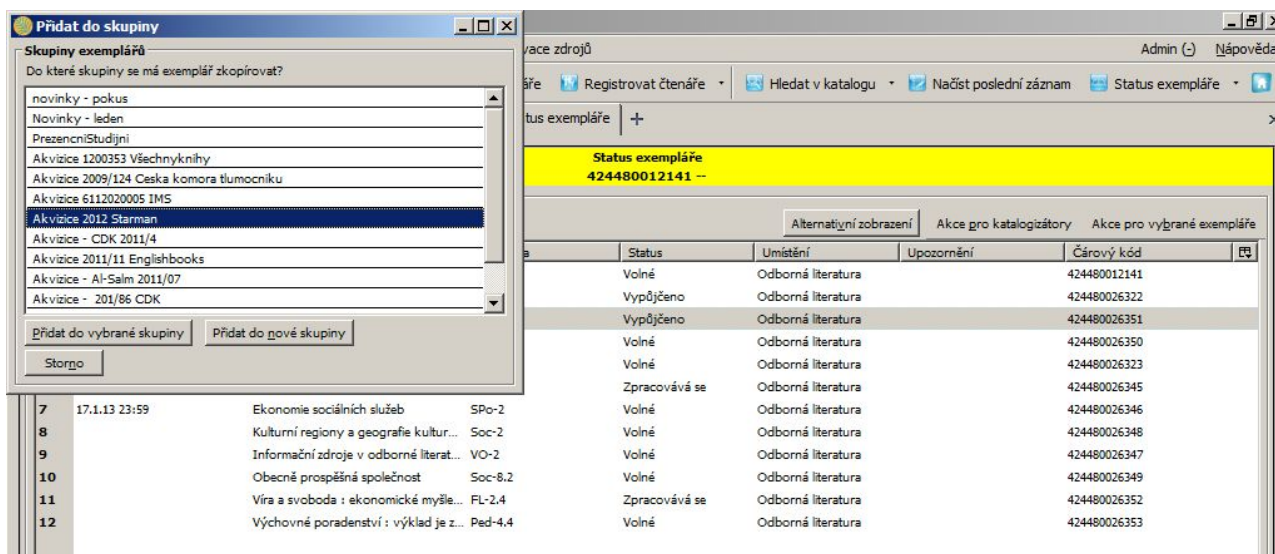 Přidat do skupiny
Skupiny exemplářů
Do které skupiny se má exemplář zkopírovat?
novinky - pokus
Novinky - leden
PrezencniStudijni
Akvizice 1200353 Všechnyknihy
Akvizice 2009/124 Ceska komora tlumocniku
Akvizice 6112020005 IMS
Akvizice 2012 Starman
Akvizice - CDK 2011/4
Akvizice 2011/11 Englishbooks
Akvizice - Al-Salm 2011/07
Akvizice - 201/86 CDK
Přidat do vybrané skupiny Přidat do nové skupiny
Storno
vace zdrojů Admin (-) Nápověda
áře Registrovat čtenáře Hledat v katalogu Načíst poslední záznam Status exempláře
tus exempláře +
Status exempláře
424480012141 --
Alternativní zobrazení Akce pro katalogizátory Akce pro vybrané exempláře
a Status Umístění Upozornění Čárový kód
Volné Odborná literatura 424480012141
Vypůjčeno Odborná literatura 424480026322
Vypůjčeno Odborná literatura 424480026351
Volné Odborná literatura 424480026350
Volné Odborná literatura 424480026323
Zpracovává se Odborná literatura 424480026345
7 17.1.13 23:59 Ekonomie sociálních služeb SPo-2 Volné Odborná literatura 424480026346
8 Kulturní regiony a geografie kultur... Soc-2 Volné Odborná literatura 424480026348
9 Informační zdroje v odborné literat... VO-2 Volné Odborná literatura 424480026347
10 Obecně prospěšná společnost Soc-8.2 Volné Odborná literatura 424480026349
11 Víra a svoboda : ekonomické myšle... FL-2.4 Zpracovává se Odborná literatura 424480026352
12 Výchovné poradenství : výklad je z... Ped-4.4 Volné Odborná literatura 424480026353